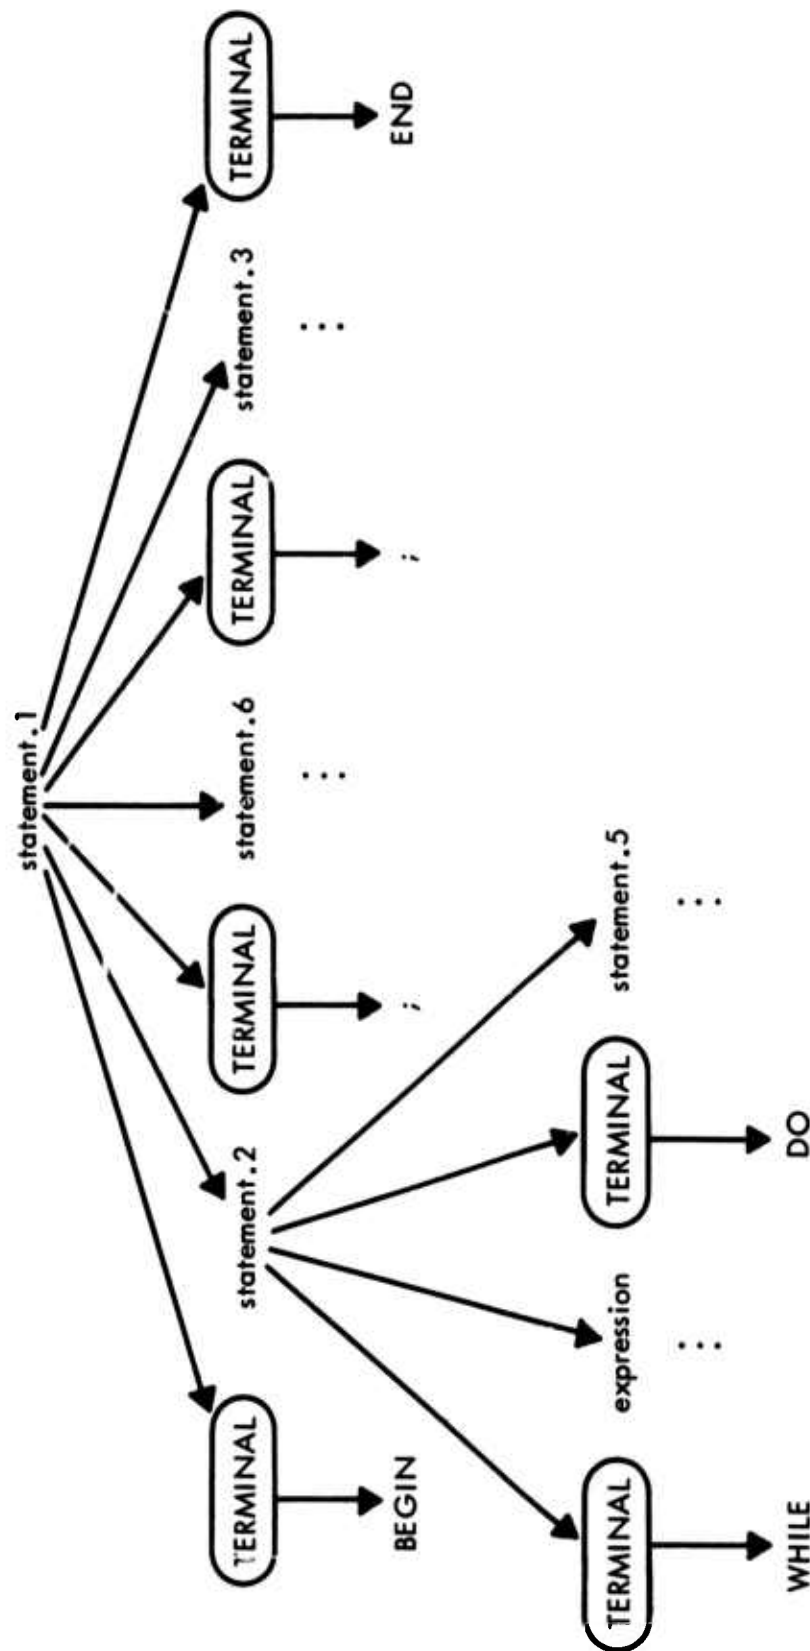 statement.1
TERMINAL statement.2 TERMINAL statement.6 TERMINAL statement.3 TERMINAL
... ...
BEGIN ; ; END
TERMINAL expression TERMINAL statement.5
... ...
WHILE DO